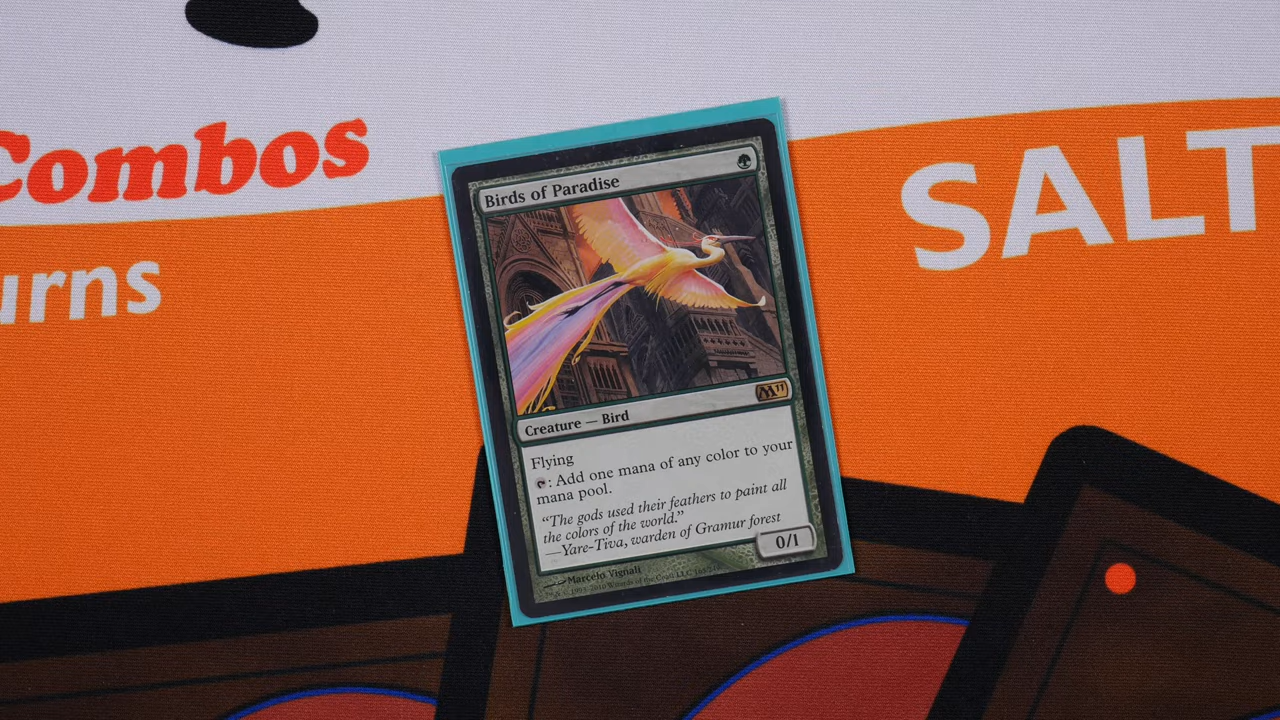 Combos
urns
SALT
Birds of Paradise
Creature — Bird
M11
Flying
: Add one mana of any color to your
mana pool.
“The gods used their feathers to paint all
the colors of the world.”
—Yare-Tiva, warden of Gramur forest
0/1
Marcelo Vignali